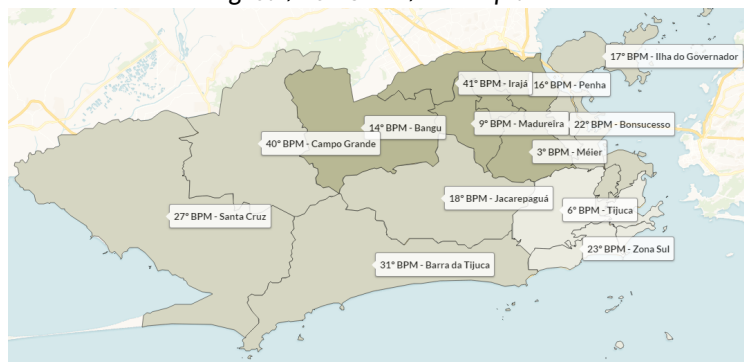 17º BPM - Ilha do Governador
41º BPM - Irajá
16º BPM - Penha
14º BPM - Bangu
9º BPM - Madureira
22º BPM - Bonsucesso
40º BPM - Campo Grande
3º BPM - Méier
18º BPM - Jacarepaguá
27º BPM - Santa Cruz
6º BPM - Tijuca
23º BPM - Zona Sul
31º BPM - Barra da Tijuca